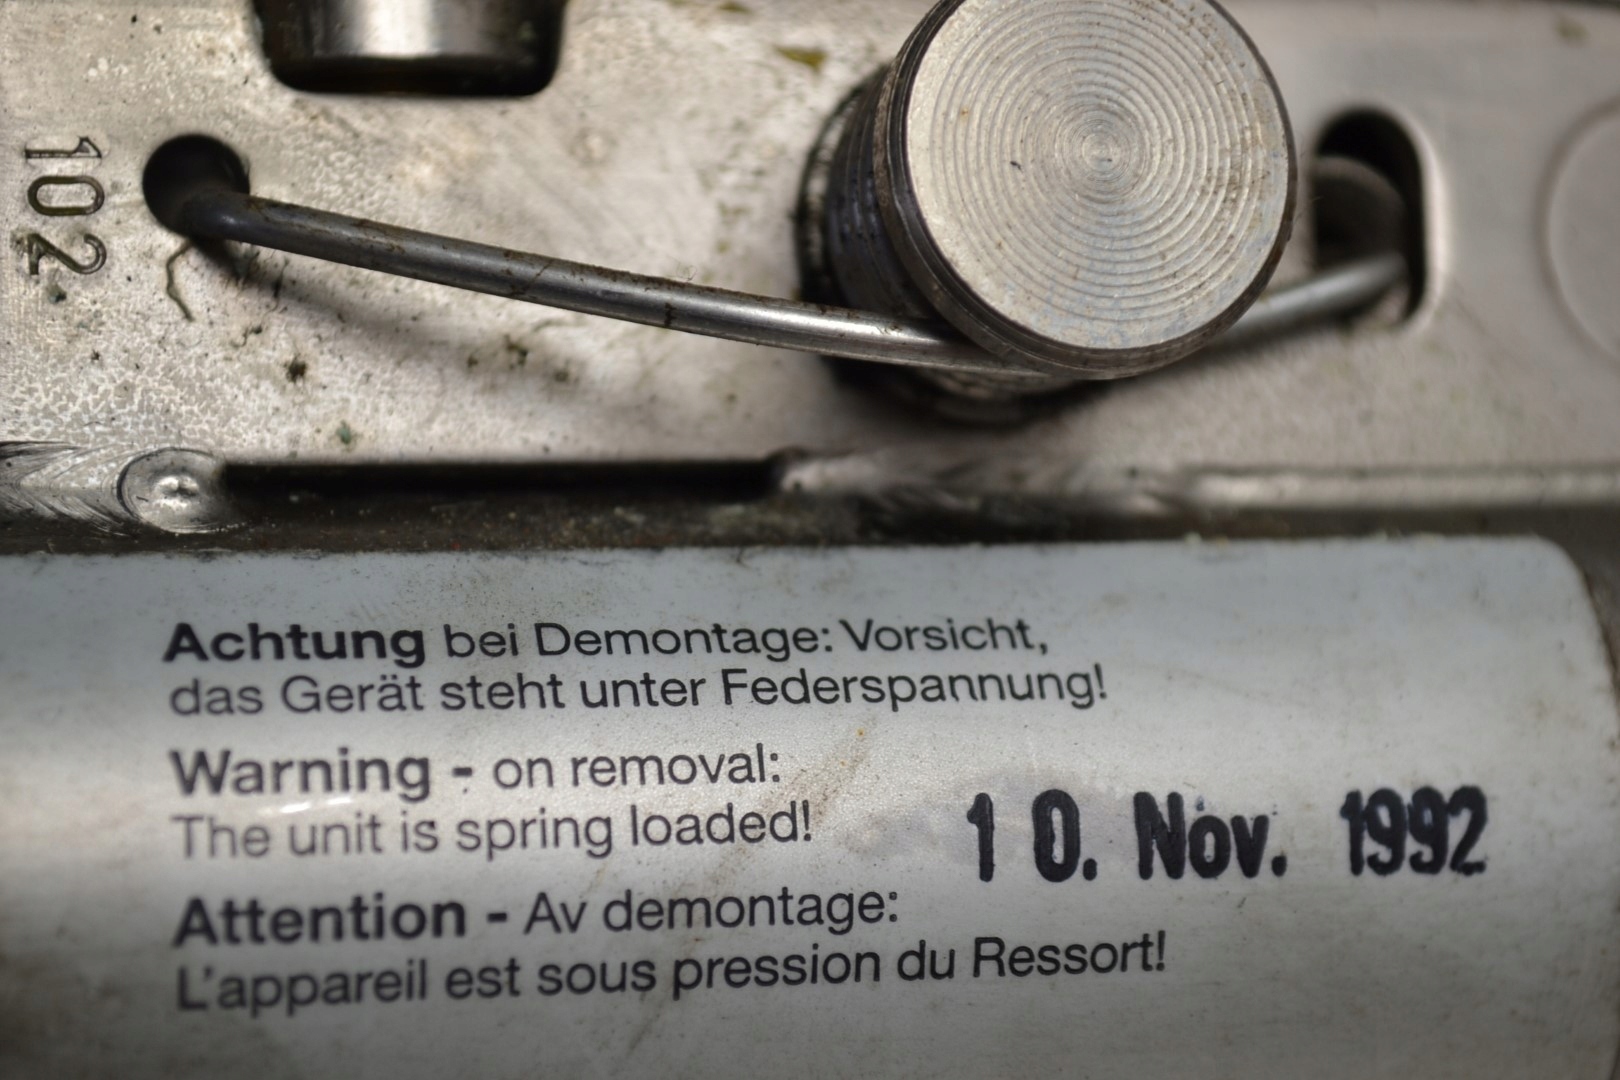 102
Achtung bei Demontage: Vorsicht,
das Gerät steht unter Federspannung!
Warning - on removal:
The unit is spring loaded!
10. Nov. 1992
Attention - Av demontage:
L'appareil est sous pression du Ressort!